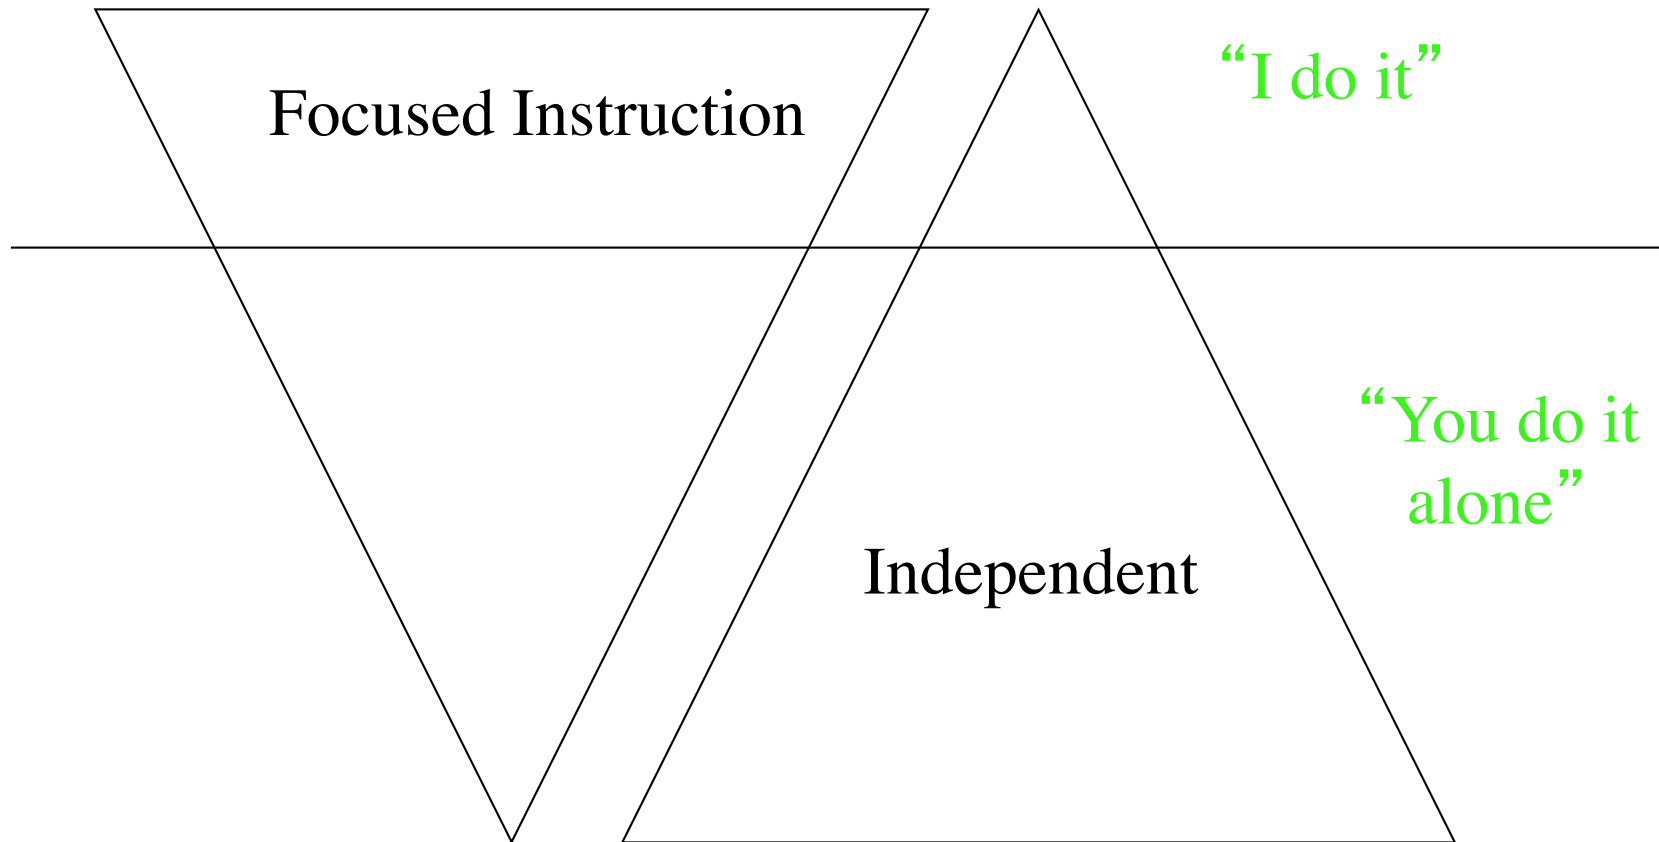 “I do it”
Focused Instruction
“You do it
alone”
Independent